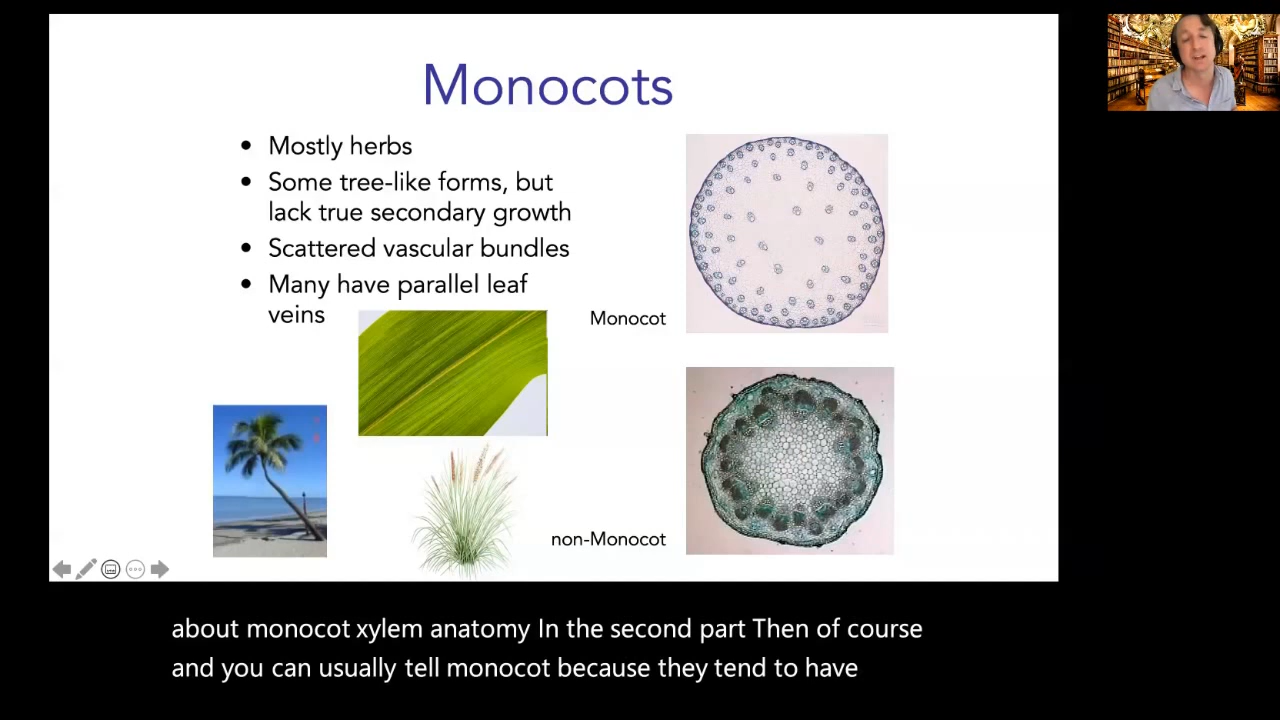 Monocots
• Mostly herbs
• Some tree-like forms, but
lack true secondary growth
• Scattered vascular bundles
• Many have parallel leaf
veins
Monocot
non-Monocot
about monocot xylem anatomy In the second part Then of course
and you can usually tell monocot because they tend to have